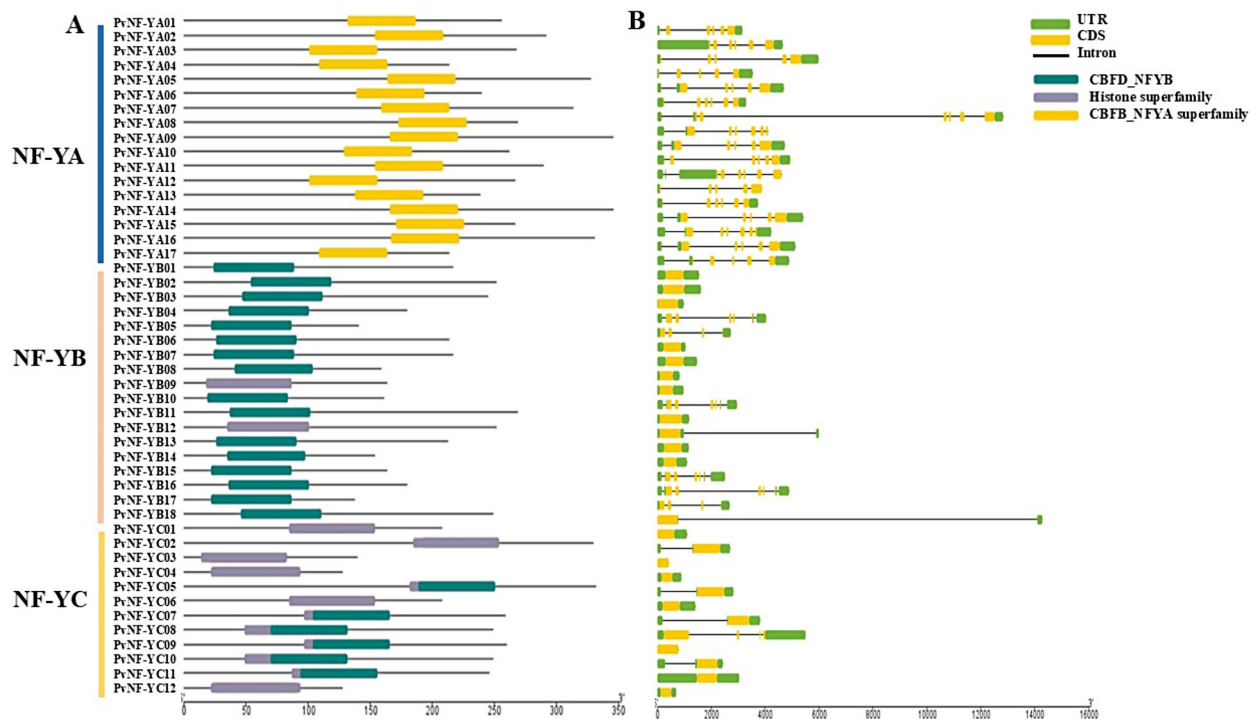 A
B
PvNF-YA01
PvNF-YA02
PvNF-YA03
PvNF-YA04
PvNF-YA05
PvNF-YA06
PvNF-YA07
PvNF-YA08
PvNF-YA09
PvNF-YA10
PvNF-YA11
PvNF-YA12
PvNF-YA13
PvNF-YA14
PvNF-YA15
PvNF-YA16
PvNF-YA17
PvNF-YB01
PvNF-YB02
PvNF-YB03
PvNF-YB04
PvNF-YB05
PvNF-YB06
PvNF-YB07
PvNF-YB08
PvNF-YB09
PvNF-YB10
PvNF-YB11
PvNF-YB12
PvNF-YB13
PvNF-YB14
PvNF-YB15
PvNF-YB16
PvNF-YB17
PvNF-YB18
PvNF-YC01
PvNF-YC02
PvNF-YC03
PvNF-YC04
PvNF-YC05
PvNF-YC06
PvNF-YC07
PvNF-YC08
PvNF-YC09
PvNF-YC10
PvNF-YC11
PvNF-YC12
NF-YA
NF-YB
NF-YC
UTR
CDS
Intron
CBFD_NFYB
Histone superfamily
CBFB_NFYA superfamily
5' 3'
0 50 100 150 200 250 300 350
5' 3'
0 2000 4000 6000 8000 10000 12000 14000 16000